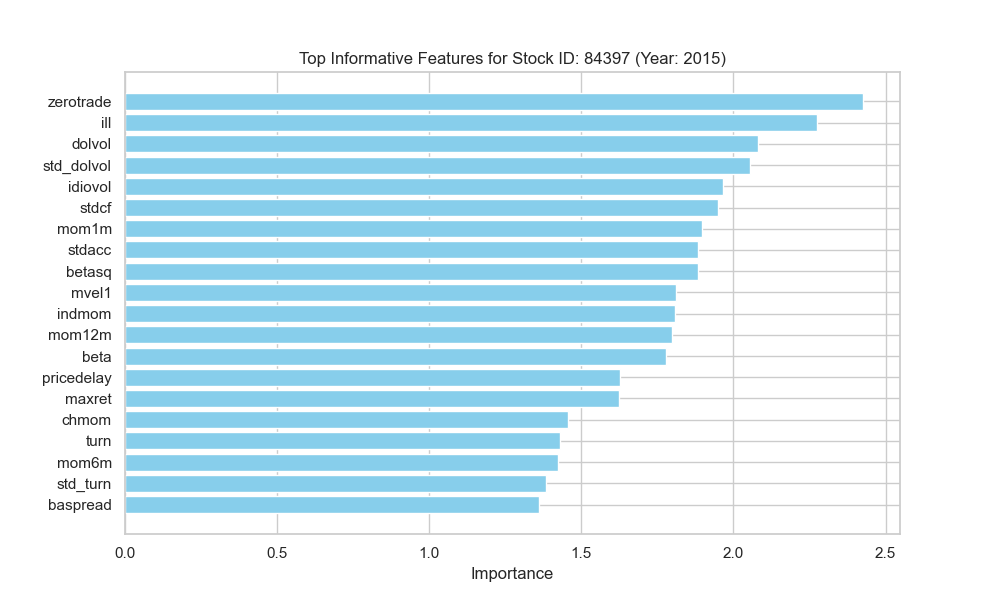 Top Informative Features for Stock ID: 84397 (Year: 2015)
zerotrade
ill
dolvol
std_dolvol
idiovol
stdcf
mom1m
stdacc
betasq
mvel1
indmom
mom12m
beta
pricedelay
maxret
chmom
turn
mom6m
std_turn
baspread
0.0 0.5 1.0 1.5 2.0 2.5
Importance